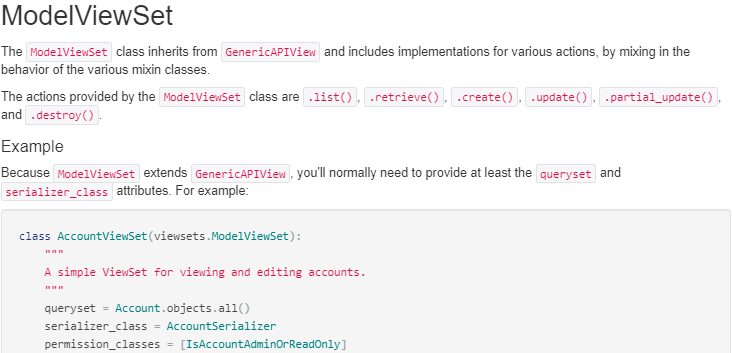 ModelViewSet
The ModelViewSet class inherits from GenericAPIView and includes implementations for various actions, by mixing in the
behavior of the various mixin classes.
The actions provided by the ModelViewSet class are .list(), .retrieve(), .create(), .update(), .partial_update(),
and .destroy().
Example
Because ModelViewSet extends GenericAPIView, you'll normally need to provide at least the queryset and
serializer_class attributes. For example:
class AccountViewSet(viewsets.ModelViewSet):
    """
    A simple ViewSet for viewing and editing accounts.
    """
    queryset = Account.objects.all()
    serializer_class = AccountSerializer
    permission_classes = [IsAccountAdminOrReadOnly]